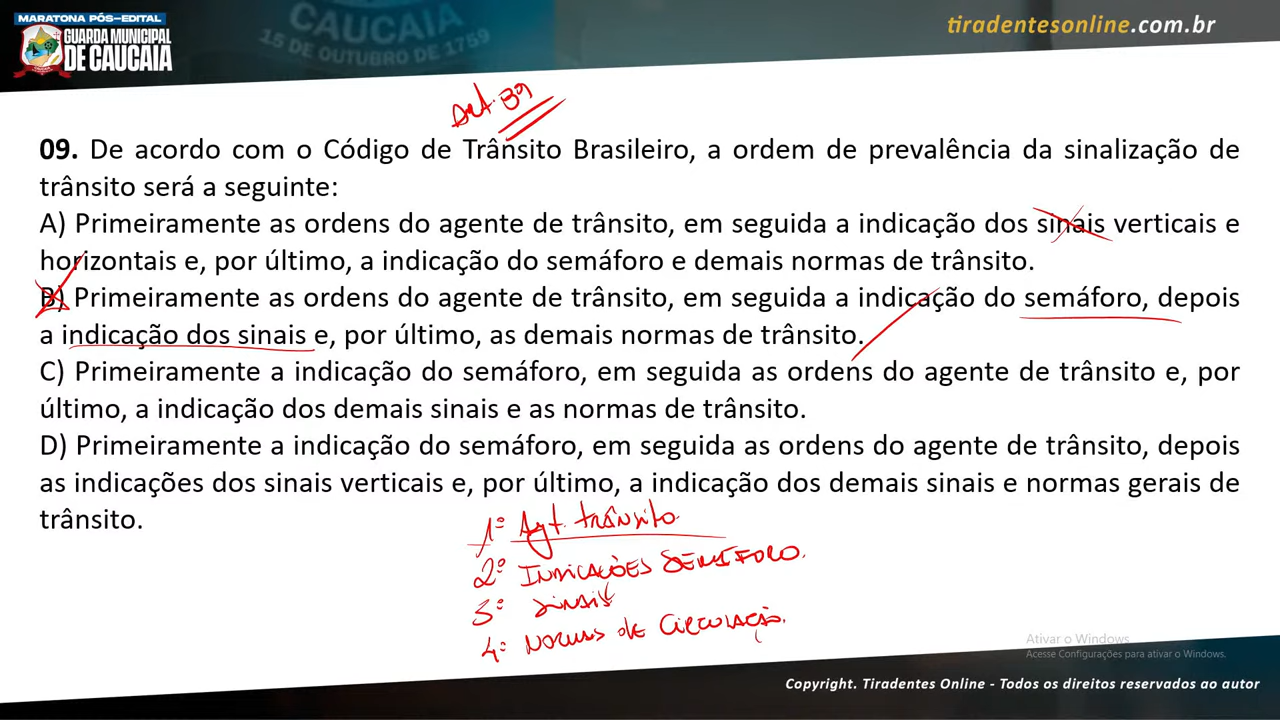 MARATONA PÓS-EDITAL
GUARDA MUNICIPAL
DE CAUCAIA
CAUCAIA
15 DE OUTUBRO DE 1759
tiradentesonline.com.br
Art. 89
09. De acordo com o Código de Trânsito Brasileiro, a ordem de prevalência da sinalização de
trânsito será a seguinte:
A) Primeiramente as ordens do agente de trânsito, em seguida a indicação dos sinais verticais e
horizontais e, por último, a indicação do semáforo e demais normas de trânsito.
B) Primeiramente as ordens do agente de trânsito, em seguida a indicação do semáforo, depois
a indicação dos sinais e, por último, as demais normas de trânsito.
C) Primeiramente a indicação do semáforo, em seguida as ordens do agente de trânsito e, por
último, a indicação dos demais sinais e as normas de trânsito.
D) Primeiramente a indicação do semáforo, em seguida as ordens do agente de trânsito, depois
as indicações dos sinais verticais e, por último, a indicação dos demais sinais e normas gerais de
trânsito.
1º Agt. trânsito
2º INDICAÇÕES SEMÁFORO.
3º SINAIS
4º NORMAS DE CIRCULAÇÃO.
Ativar o Windows
Acesse Configurações para ativar o Windows.
Copyright. Tiradentes Online - Todos os direitos reservados ao autor